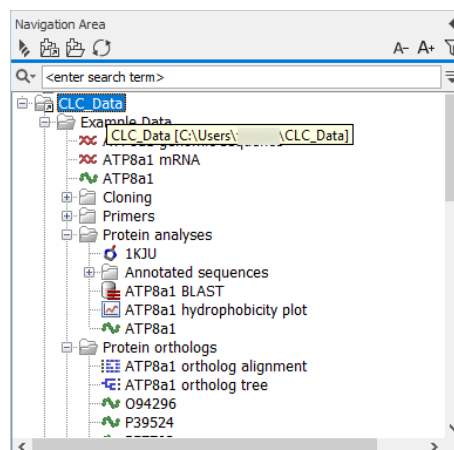 Navigation Area
A- A+
<enter search term>
CLC_Data
Example Data
CLC_Data [C:\Users\ \CLC_Data]
ATP8a1 mRNA
ATP8a1
Cloning
Primers
Protein analyses
1KJU
Annotated sequences
ATP8a1 BLAST
ATP8a1 hydrophobicity plot
ATP8a1
Protein orthologs
ATP8a1 ortholog alignment
ATP8a1 ortholog tree
O94296
P39524